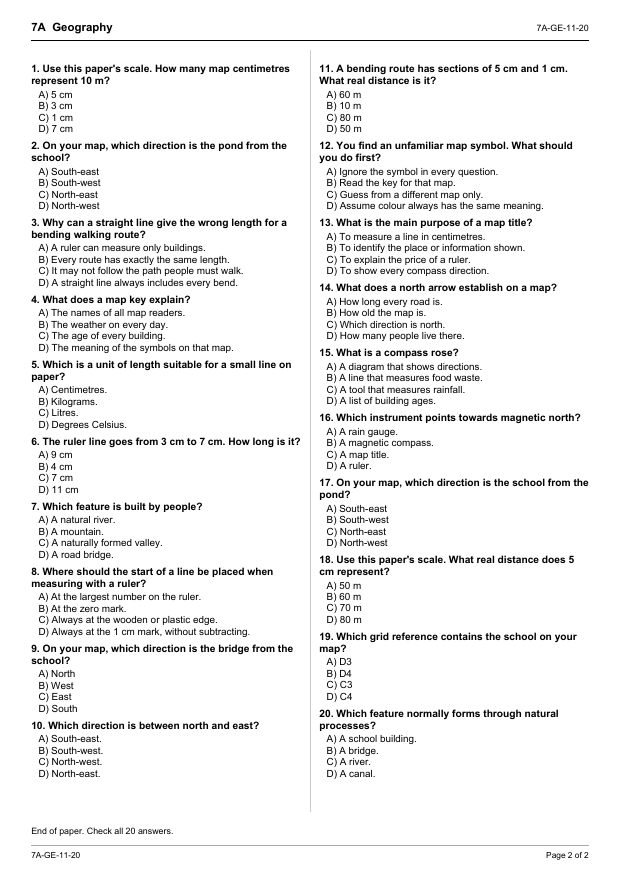 7A Geography
7A-GE-11-20
1. Use this paper's scale. How many map centimetres
represent 10 m?
A) 5 cm
B) 3 cm
C) 1 cm
D) 7 cm
2. On your map, which direction is the pond from the
school?
A) South-east
B) South-west
C) North-east
D) North-west
3. Why can a straight line give the wrong length for a
bending walking route?
A) A ruler can measure only buildings.
B) Every route has exactly the same length.
C) It may not follow the path people must walk.
D) A straight line always includes every bend.
4. What does a map key explain?
A) The names of all map readers.
B) The weather on every day.
C) The age of every building.
D) The meaning of the symbols on that map.
5. Which is a unit of length suitable for a small line on
paper?
A) Centimetres.
B) Kilograms.
C) Litres.
D) Degrees Celsius.
6. The ruler line goes from 3 cm to 7 cm. How long is it?
A) 9 cm
B) 4 cm
C) 7 cm
D) 11 cm
7. Which feature is built by people?
A) A natural river.
B) A mountain.
C) A naturally formed valley.
D) A road bridge.
8. Where should the start of a line be placed when
measuring with a ruler?
A) At the largest number on the ruler.
B) At the zero mark.
C) Always at the wooden or plastic edge.
D) Always at the 1 cm mark, without subtracting.
9. On your map, which direction is the bridge from the
school?
A) North
B) West
C) East
D) South
10. Which direction is between north and east?
A) South-east.
B) South-west.
C) North-west.
D) North-east.
11. A bending route has sections of 5 cm and 1 cm.
What real distance is it?
A) 60 m
B) 10 m
C) 80 m
D) 50 m
12. You find an unfamiliar map symbol. What should
you do first?
A) Ignore the symbol in every question.
B) Read the key for that map.
C) Guess from a different map only.
D) Assume colour always has the same meaning.
13. What is the main purpose of a map title?
A) To measure a line in centimetres.
B) To identify the place or information shown.
C) To explain the price of a ruler.
D) To show every compass direction.
14. What does a north arrow establish on a map?
A) How long every road is.
B) How old the map is.
C) Which direction is north.
D) How many people live there.
15. What is a compass rose?
A) A diagram that shows directions.
B) A line that measures food waste.
C) A tool that measures rainfall.
D) A list of building ages.
16. Which instrument points towards magnetic north?
A) A rain gauge.
B) A magnetic compass.
C) A map title.
D) A ruler.
17. On your map, which direction is the school from the
pond?
A) South-east
B) South-west
C) North-east
D) North-west
18. Use this paper's scale. What real distance does 5
cm represent?
A) 50 m
B) 60 m
C) 70 m
D) 80 m
19. Which grid reference contains the school on your
map?
A) D3
B) D4
C) C3
D) C4
20. Which feature normally forms through natural
processes?
A) A school building.
B) A bridge.
C) A river.
D) A canal.
End of paper. Check all 20 answers.
7A-GE-11-20
Page 2 of 2